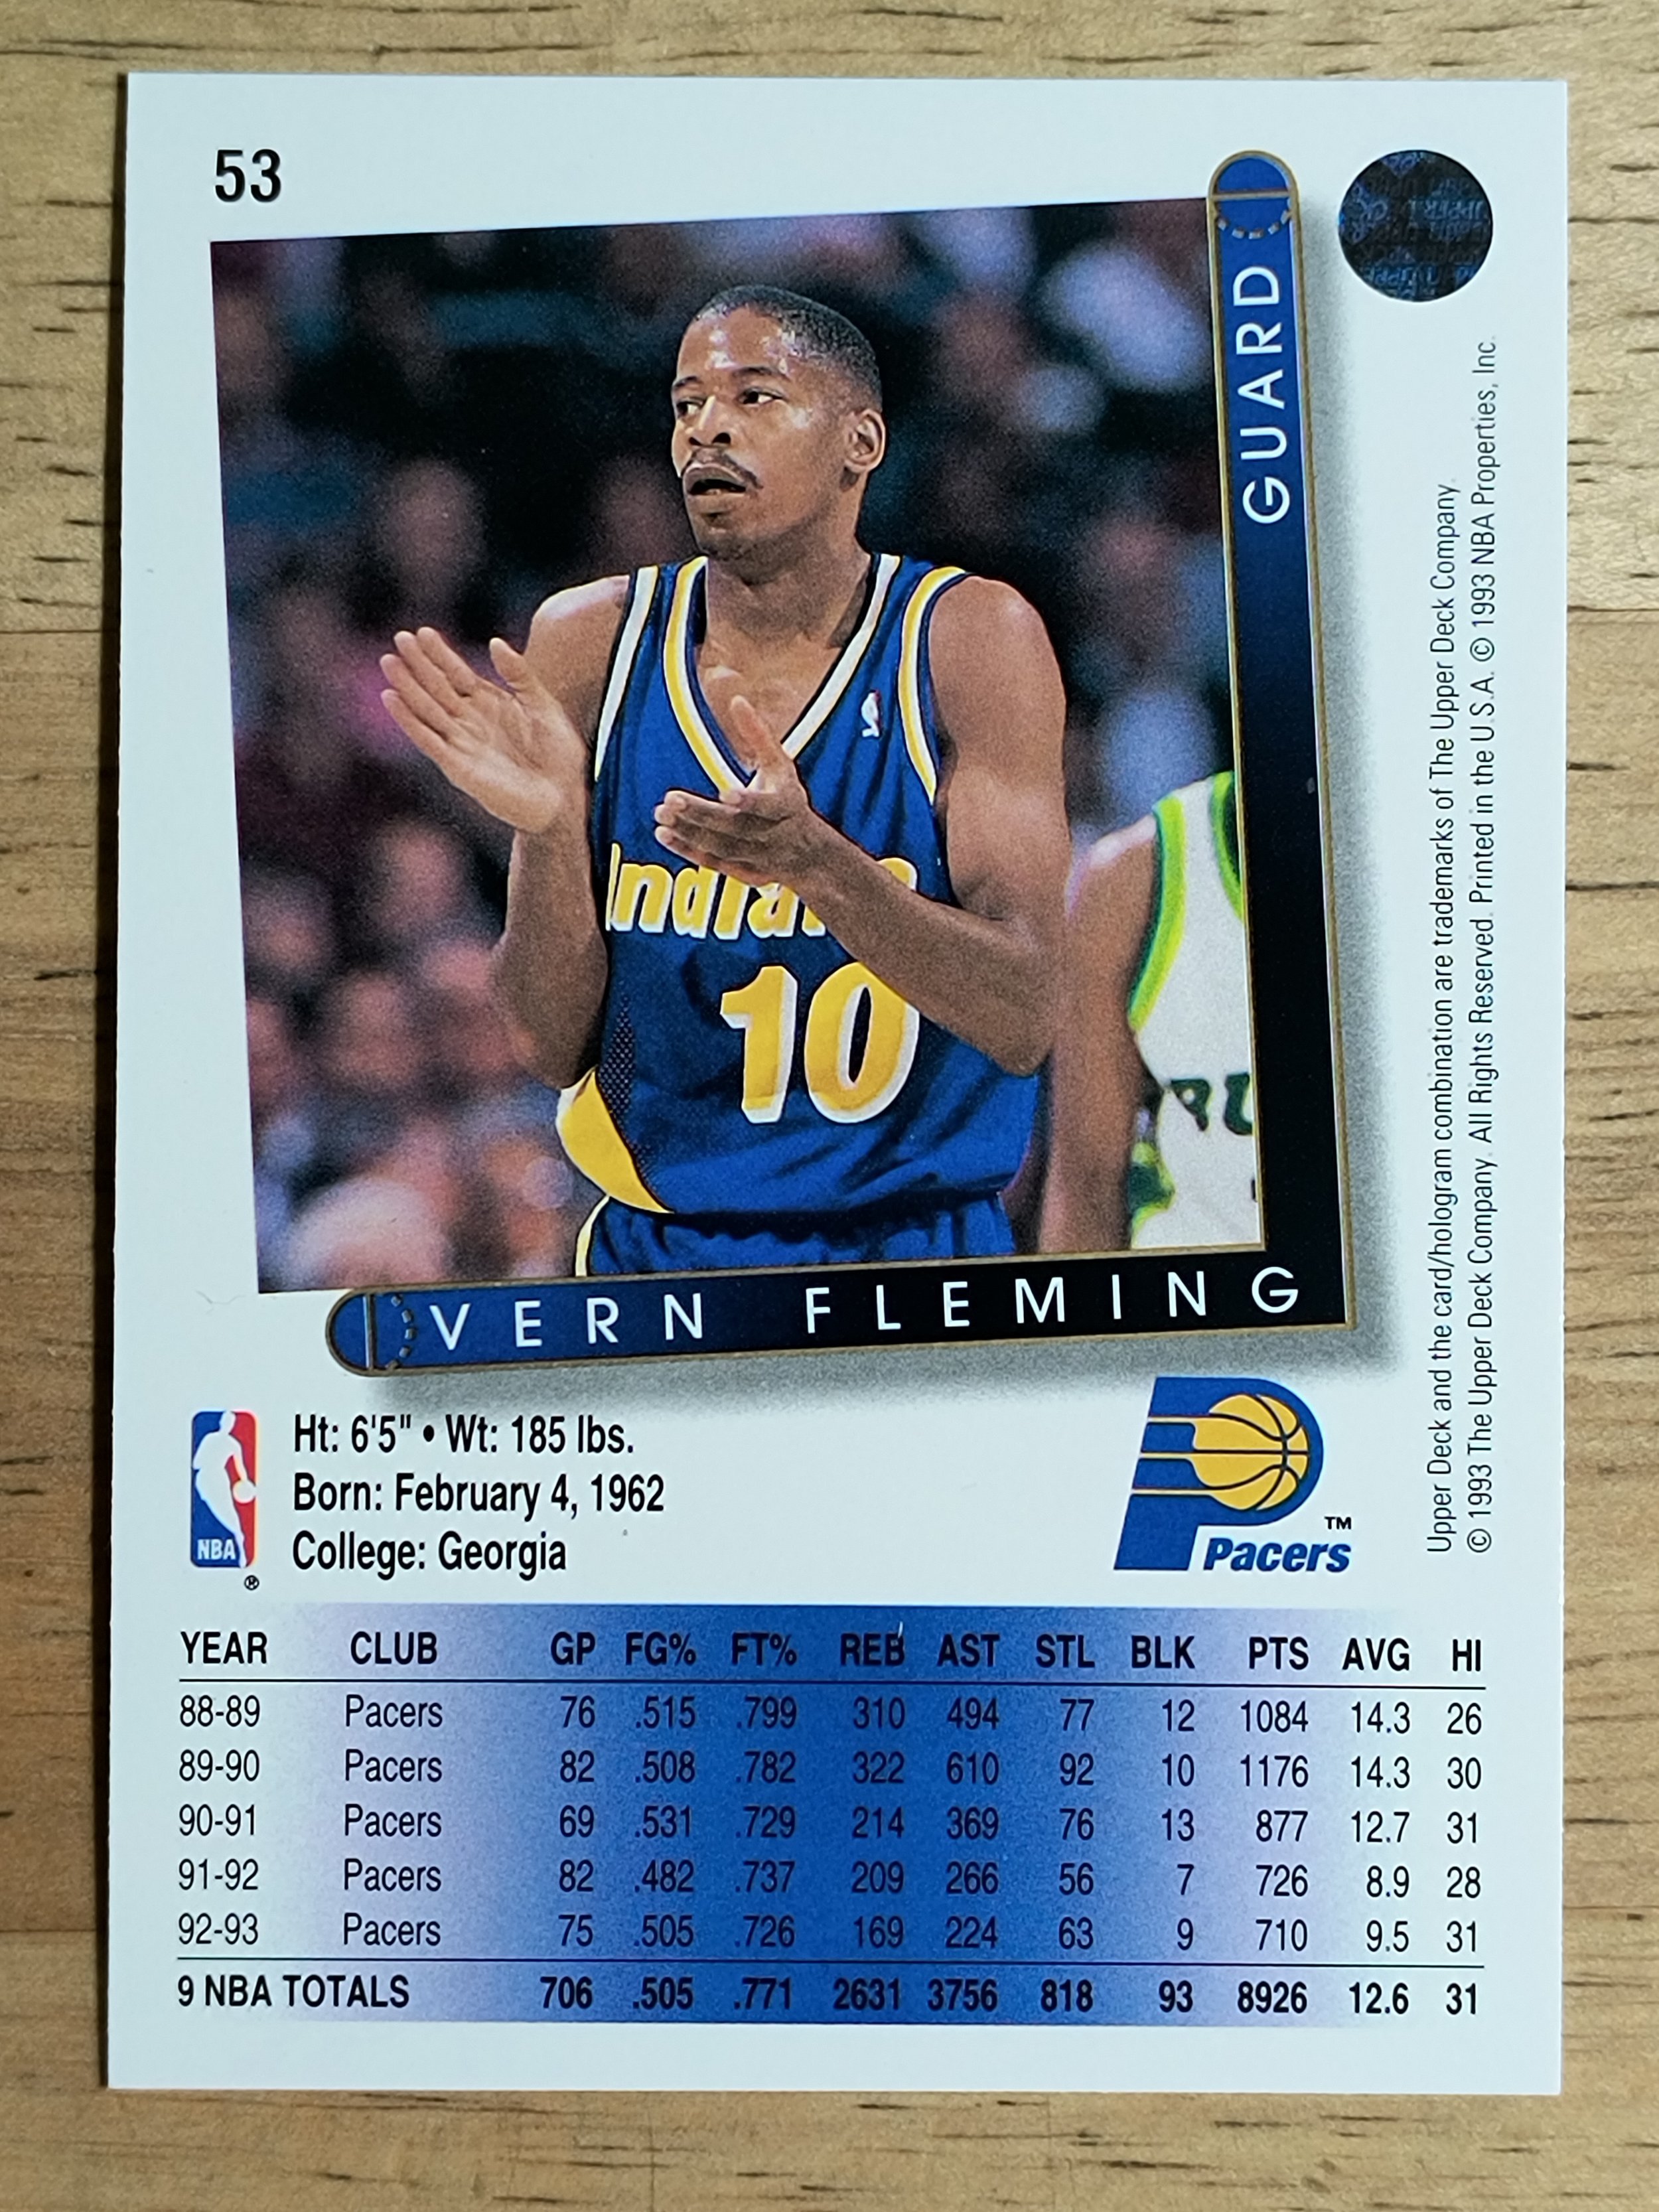 53
GUARD
Indiana
10
RU
VERN FLEMING
Upper Deck and the card/hologram combination are trademarks of The Upper Deck Company.
© 1993 The Upper Deck Company. All Rights Reserved. Printed in the U.S.A. © 1993 NBA Properties, Inc.
NBA
®
Ht: 6'5" • Wt: 185 lbs.
Born: February 4, 1962
College: Georgia
TM
Pacers
YEAR CLUB GP FG% FT% REB AST STL BLK PTS AVG HI
88-89 Pacers 76 .515 .799 310 494 77 12 1084 14.3 26
89-90 Pacers 82 .508 .782 322 610 92 10 1176 14.3 30
90-91 Pacers 69 .531 .729 214 369 76 13 877 12.7 31
91-92 Pacers 82 .482 .737 209 266 56 7 726 8.9 28
92-93 Pacers 75 .505 .726 169 224 63 9 710 9.5 31
9 NBA TOTALS 706 .505 .771 2631 3756 818 93 8926 12.6 31